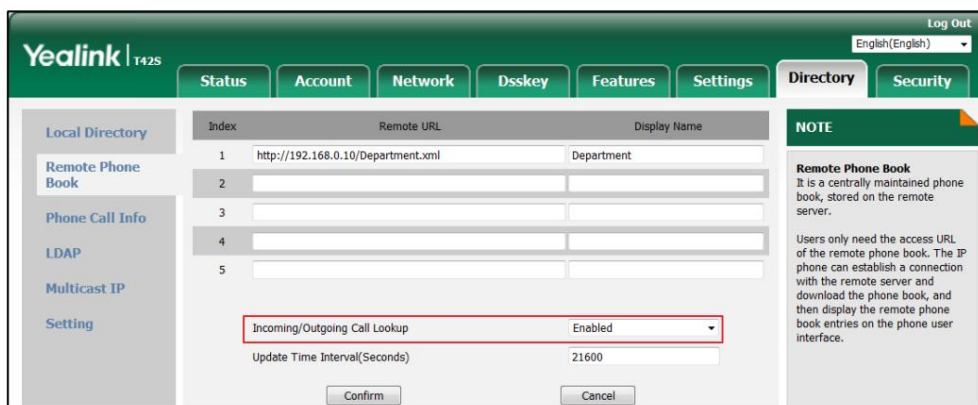 Log Out
Yealink | T42S
English(English)
Status Account Network Dsskey Features Settings Directory Security
Local Directory
Remote Phone
Book
Phone Call Info
LDAP
Multicast IP
Setting
Index Remote URL Display Name
1 http://192.168.0.10/Department.xml Department
2
3
4
5
Incoming/Outgoing Call Lookup Enabled
Update Time Interval(Seconds) 21600
Confirm Cancel
NOTE
Remote Phone Book
It is a centrally maintained phone
book, stored on the remote
server.
Users only need the access URL
of the remote phone book. The IP
phone can establish a connection
with the remote server and
download the phone book, and
then display the remote phone
book entries on the phone user
interface.